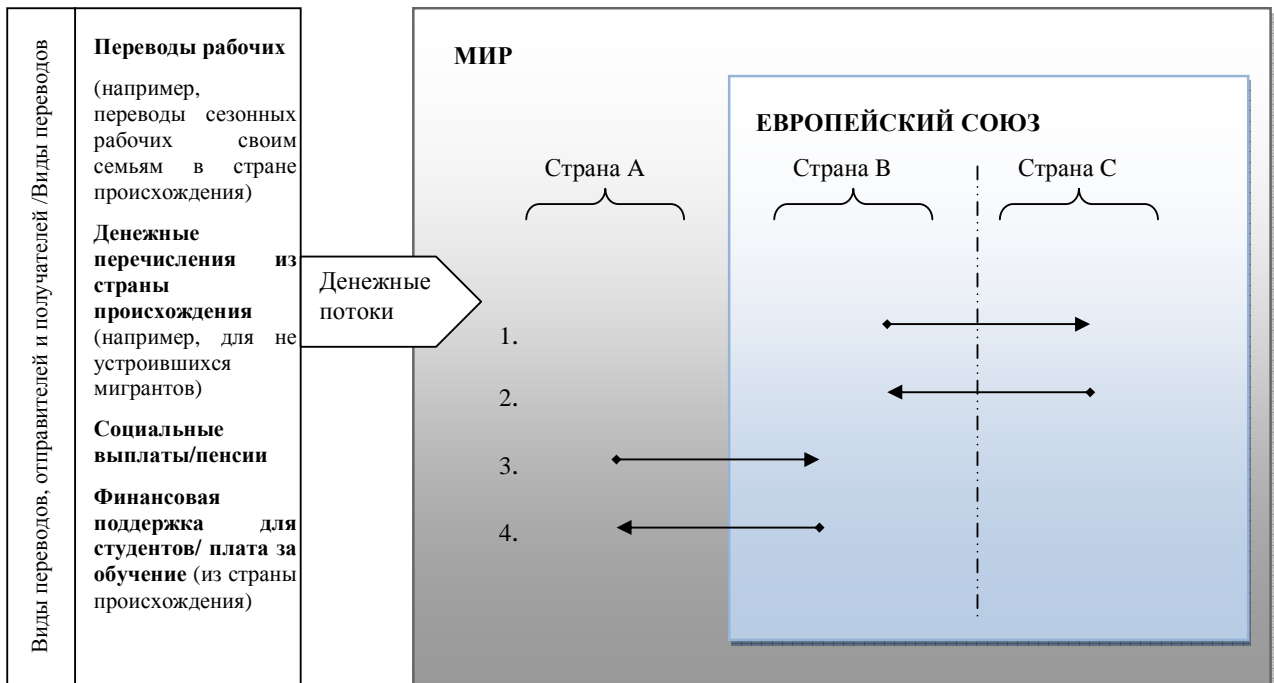 Виды переводов, отправителей и получателей /Виды переводов
Переводы рабочих
(например,
переводы сезонных
рабочих своим
семьям в стране
происхождения)
Денежные
перечисления из
страны
происхождения
(например, для не
устроившихся
мигрантов)
Социальные
выплаты/пенсии
Финансовая
поддержка для
студентов/ плата за
обучение (из страны
происхождения)
Денежные
потоки
МИР
ЕВРОПЕЙСКИЙ СОЮЗ
Страна А
Страна В
Страна С
1.
2.
3.
4.